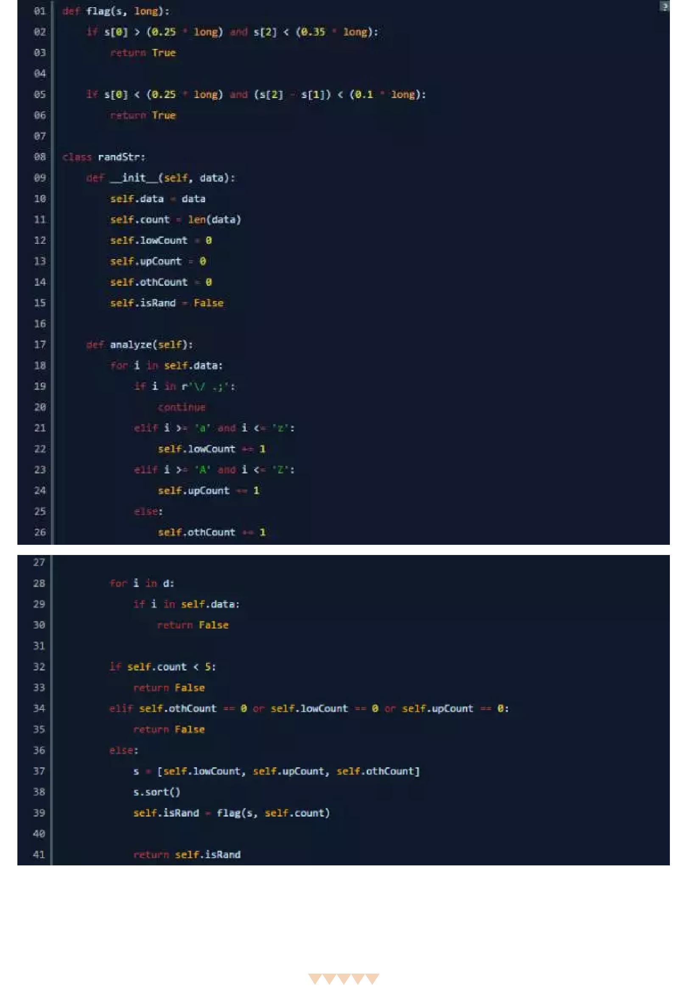 01 def flag(s, long):
02     if s[0] > (0.25 * long) and s[2] < (0.35 * long):
03         return True
04
05     if s[0] < (0.25 * long) and (s[2] - s[1]) < (0.1 * long):
06         return True
07
08 class randStr:
09     def __init__(self, data):
10         self.data = data
11         self.count = len(data)
12         self.lowCount = 0
13         self.upCount = 0
14         self.othCount = 0
15         self.isRand = False
16
17     def analyze(self):
18         for i in self.data:
19             if i in r'\/ .;':
20                 continue
21             elif i >= 'a' and i <= 'z':
22                 self.lowCount += 1
23             elif i >= 'A' and i <= 'Z':
24                 self.upCount += 1
25             else:
26                 self.othCount += 1
27
28         for i in d:
29             if i in self.data:
30                 return False
31
32         if self.count < 5:
33             return False
34         elif self.othCount == 0 or self.lowCount == 0 or self.upCount == 0:
35             return False
36         else:
37             s = [self.lowCount, self.upCount, self.othCount]
38             s.sort()
39             self.isRand = flag(s, self.count)
40
41             return self.isRand